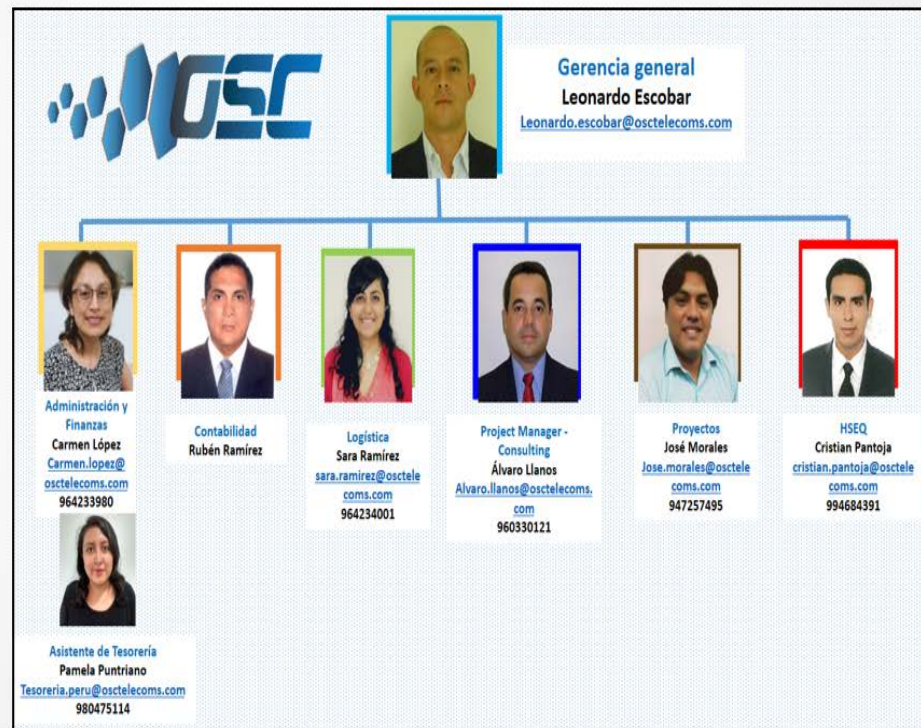 OSC
Gerencia general
Leonardo Escobar
Leonardo.escobar@osctelecoms.com
Administración y
Finanzas
Carmen López
Carmen.lopez@
osctelecoms.com
964233980
Contabilidad
Rubén Ramírez
Logística
Sara Ramírez
sara.ramirez@osctele
coms.com
964234001
Project Manager -
Consulting
Álvaro Llanos
Alvaro.llanos@osctelecoms.
com
960330121
Proyectos
José Morales
Jose.morales@osctele
coms.com
947257495
HSEQ
Cristian Pantoja
cristian.pantoja@osctele
coms.com
994684391
Asistente de Tesorería
Pamela Puntriano
Tesoreria.peru@osctelecoms.com
980475114